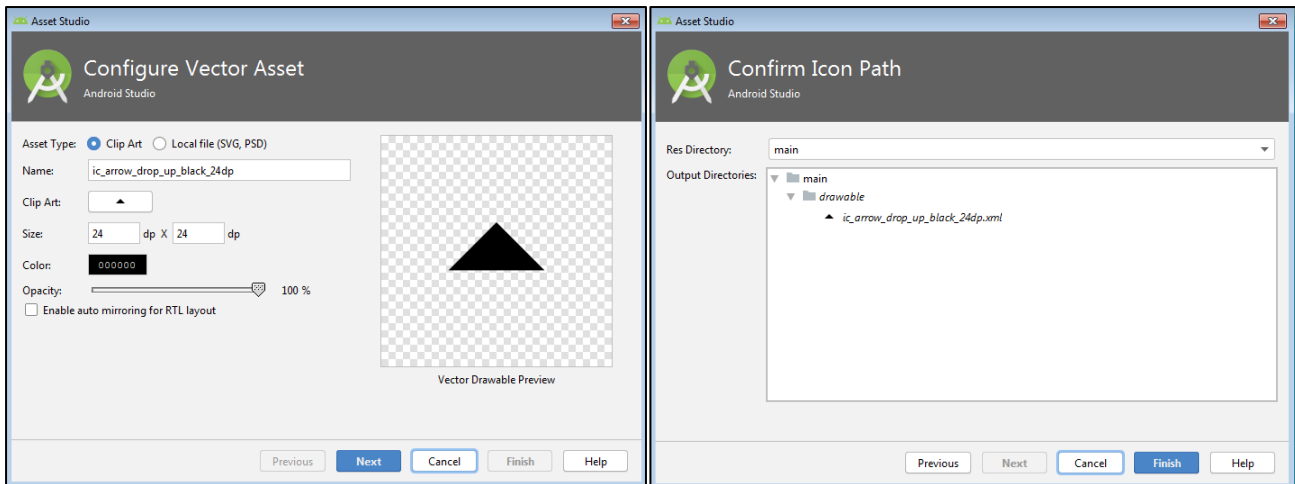 Asset Studio
Configure Vector Asset
Android Studio
Asset Type: Clip Art Local file (SVG, PSD)
Name: ic_arrow_drop_up_black_24dp
Clip Art:
Size: 24 dp X 24 dp
Color: 000000
Opacity: 100 %
Enable auto mirroring for RTL layout
Vector Drawable Preview
Previous Next Cancel Finish Help
Asset Studio
Confirm Icon Path
Android Studio
Res Directory: main
Output Directories: main
drawable
ic_arrow_drop_up_black_24dp.xml
Previous Next Cancel Finish Help